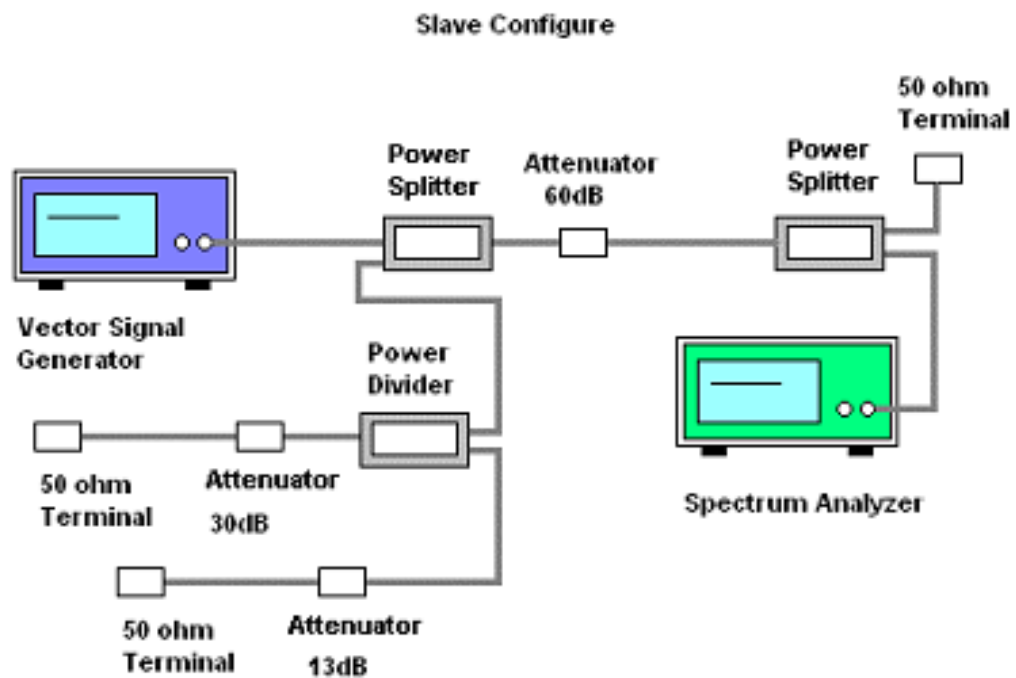 Slave Configure
50 ohm
Terminal
Power
Splitter
Attenuator
60dB
Power
Splitter
Vector Signal
Generator
Power
Divider
50 ohm
Terminal
Attenuator
30dB
Spectrum Analyzer
50 ohm
Terminal
Attenuator
13dB